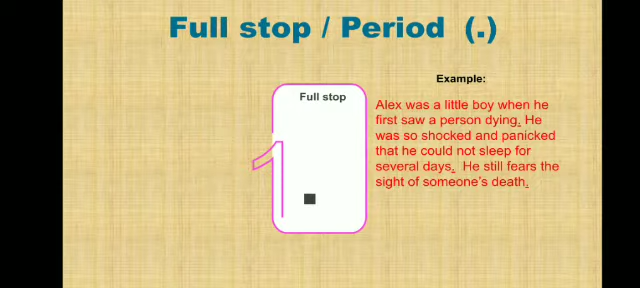 Full stop / Period (.)
Example:
Full stop
1
.
Alex was a little boy when he
first saw a person dying. He
was so shocked and panicked
that he could not sleep for
several days. He still fears the
sight of someone's death.